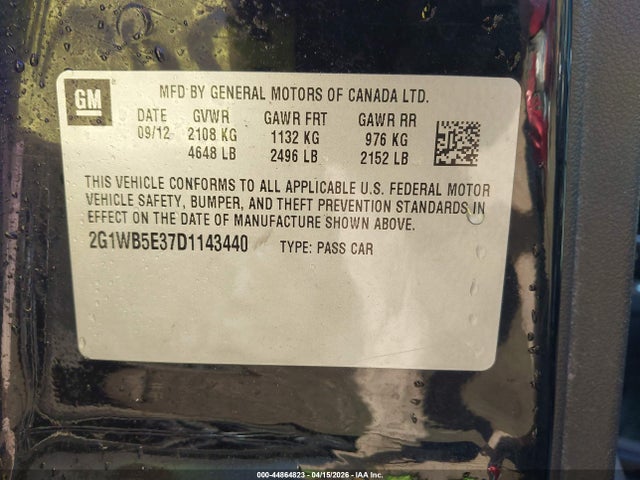 GM
MFD BY GENERAL MOTORS OF CANADA LTD.
DATE GVWR GAWR FRT GAWR RR
09/12 2108 KG 1132 KG 976 KG
4648 LB 2496 LB 2152 LB
THIS VEHICLE CONFORMS TO ALL APPLICABLE U.S. FEDERAL MOTOR
VEHICLE SAFETY, BUMPER, AND THEFT PREVENTION STANDARDS IN
EFFECT ON THE DATE OF MANUFACTURE SHOWN ABOVE.
2G1WB5E37D1143440 TYPE: PASS CAR
000-44864823 - 04/15/2026 - IAA Inc.